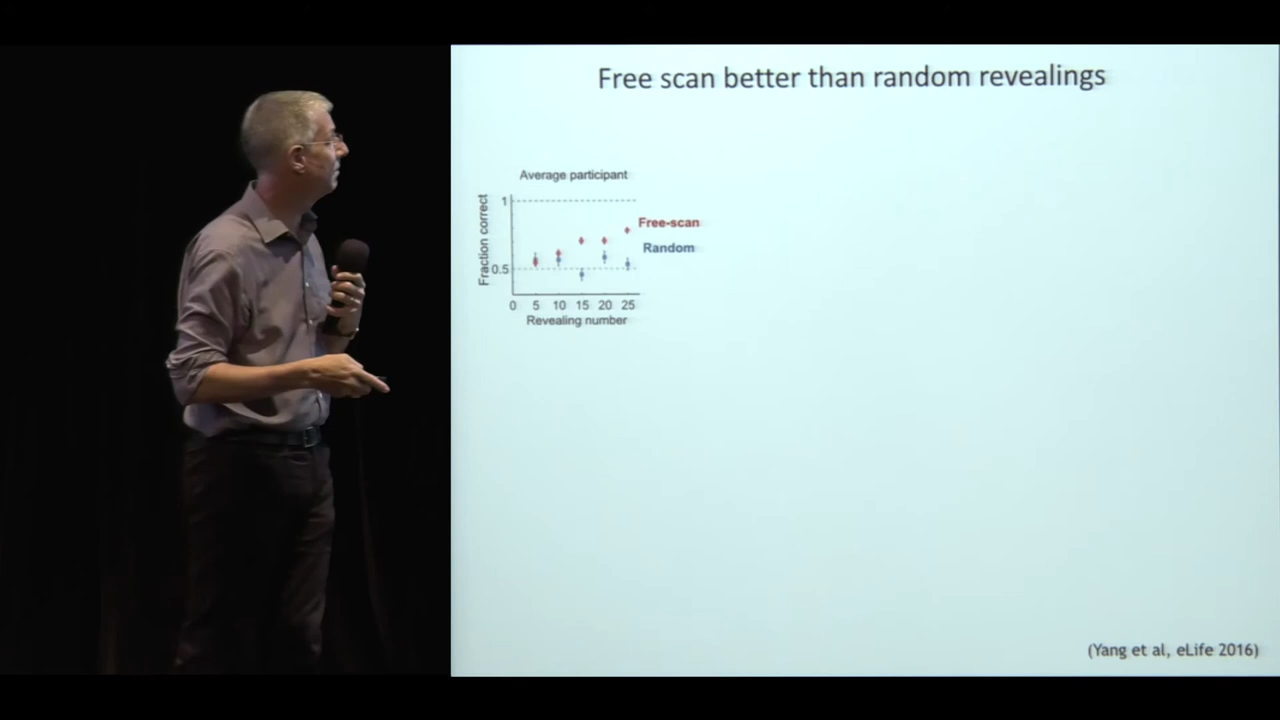 Free scan better than random revealings
Average participant
Fraction correct
1
0.5
Free-scan
Random
0 5 10 15 20 25
Revealing number
(Yang et al, eLife 2016)